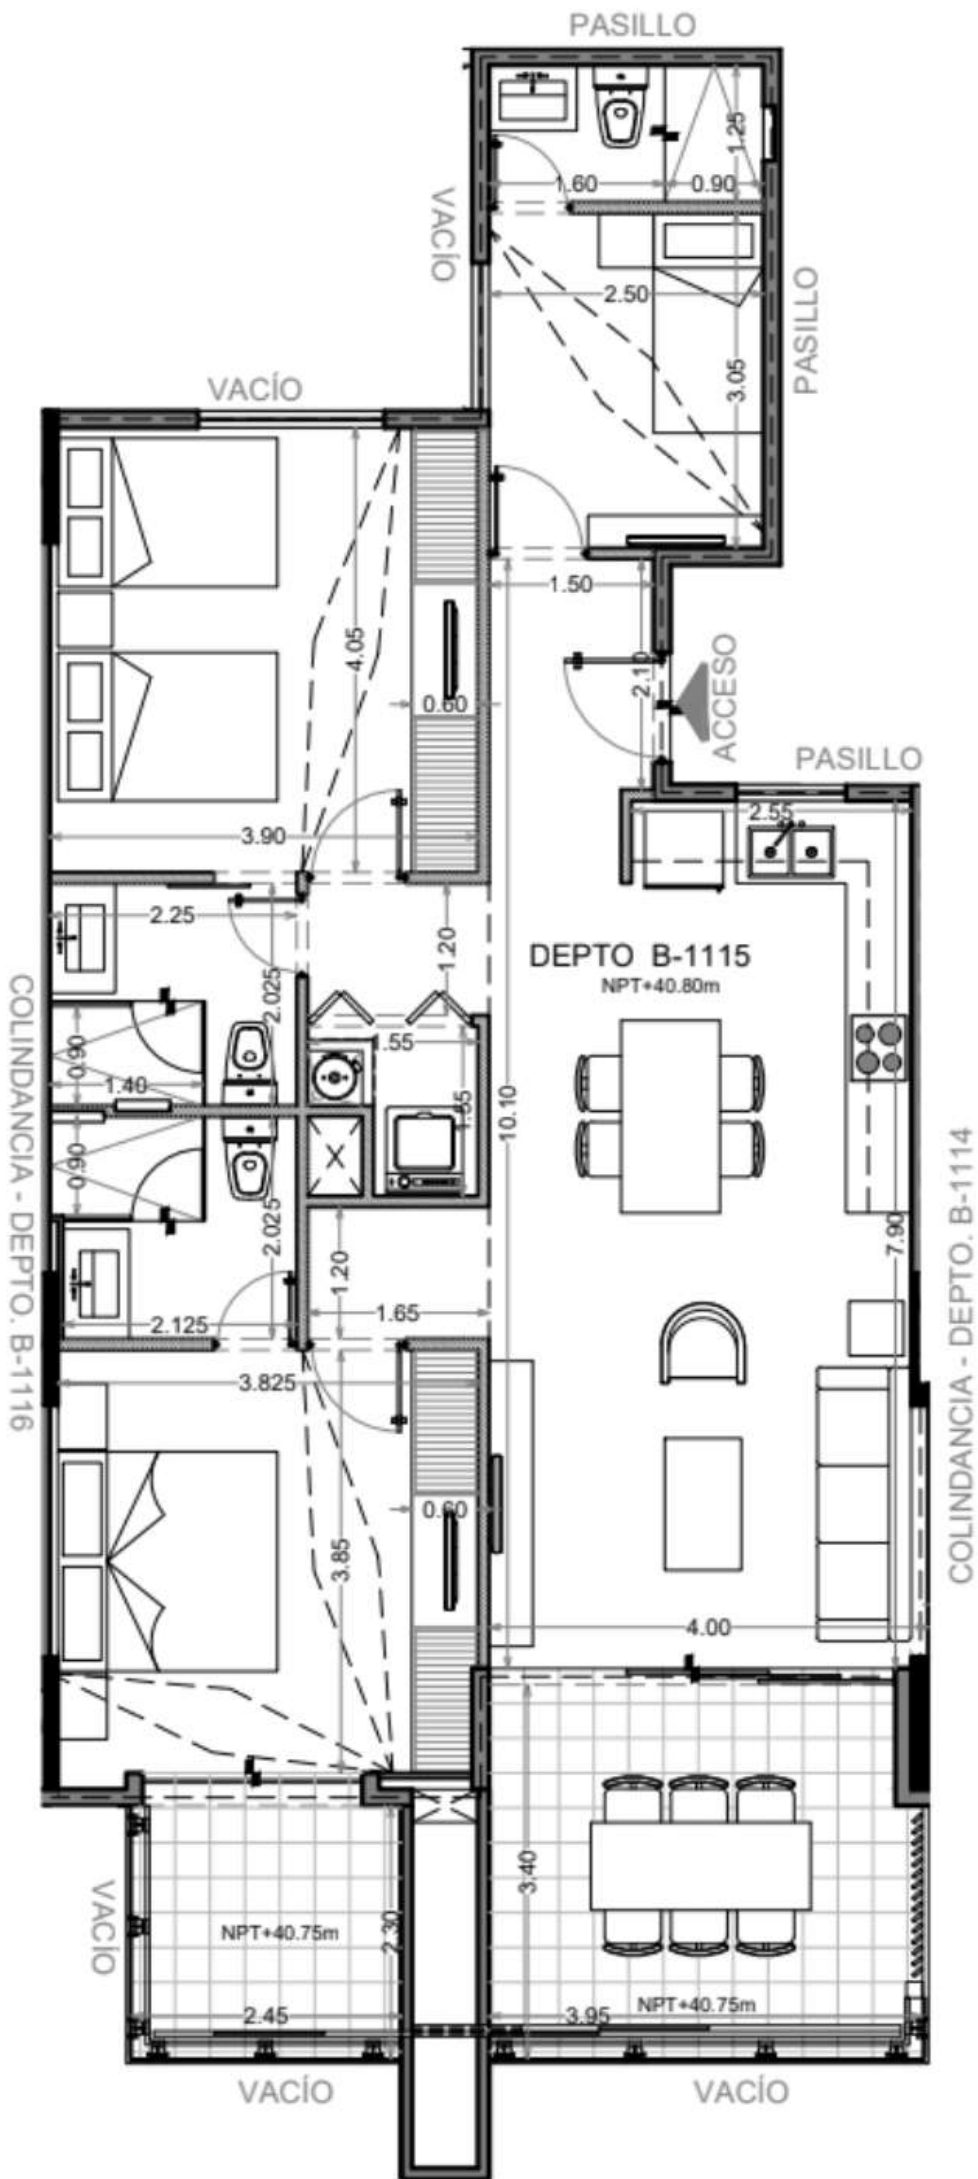 PASILLO
1.25
1.60
0.90
VACÍO
2.50
PASILLO
3.05
VACÍO
1.50
4.05
2.10
ACCESO
0.60
PASILLO
2.55
3.90
2.25
1.20
DEPTO B-1115
NPT+40.80m
2.025
COLINDANCIA - DEPTO. B-1116
0.90
1.55
1.40
1.55
10.10
0.90
COLINDANCIA - DEPTO. B-1114
2.025
7.90
1.20
1.65
2.125
3.825
0.60
3.85
4.00
3.40
VACÍO
NPT+40.75m
2.30
NPT+40.75m
2.45
3.95
VACÍO
VACÍO